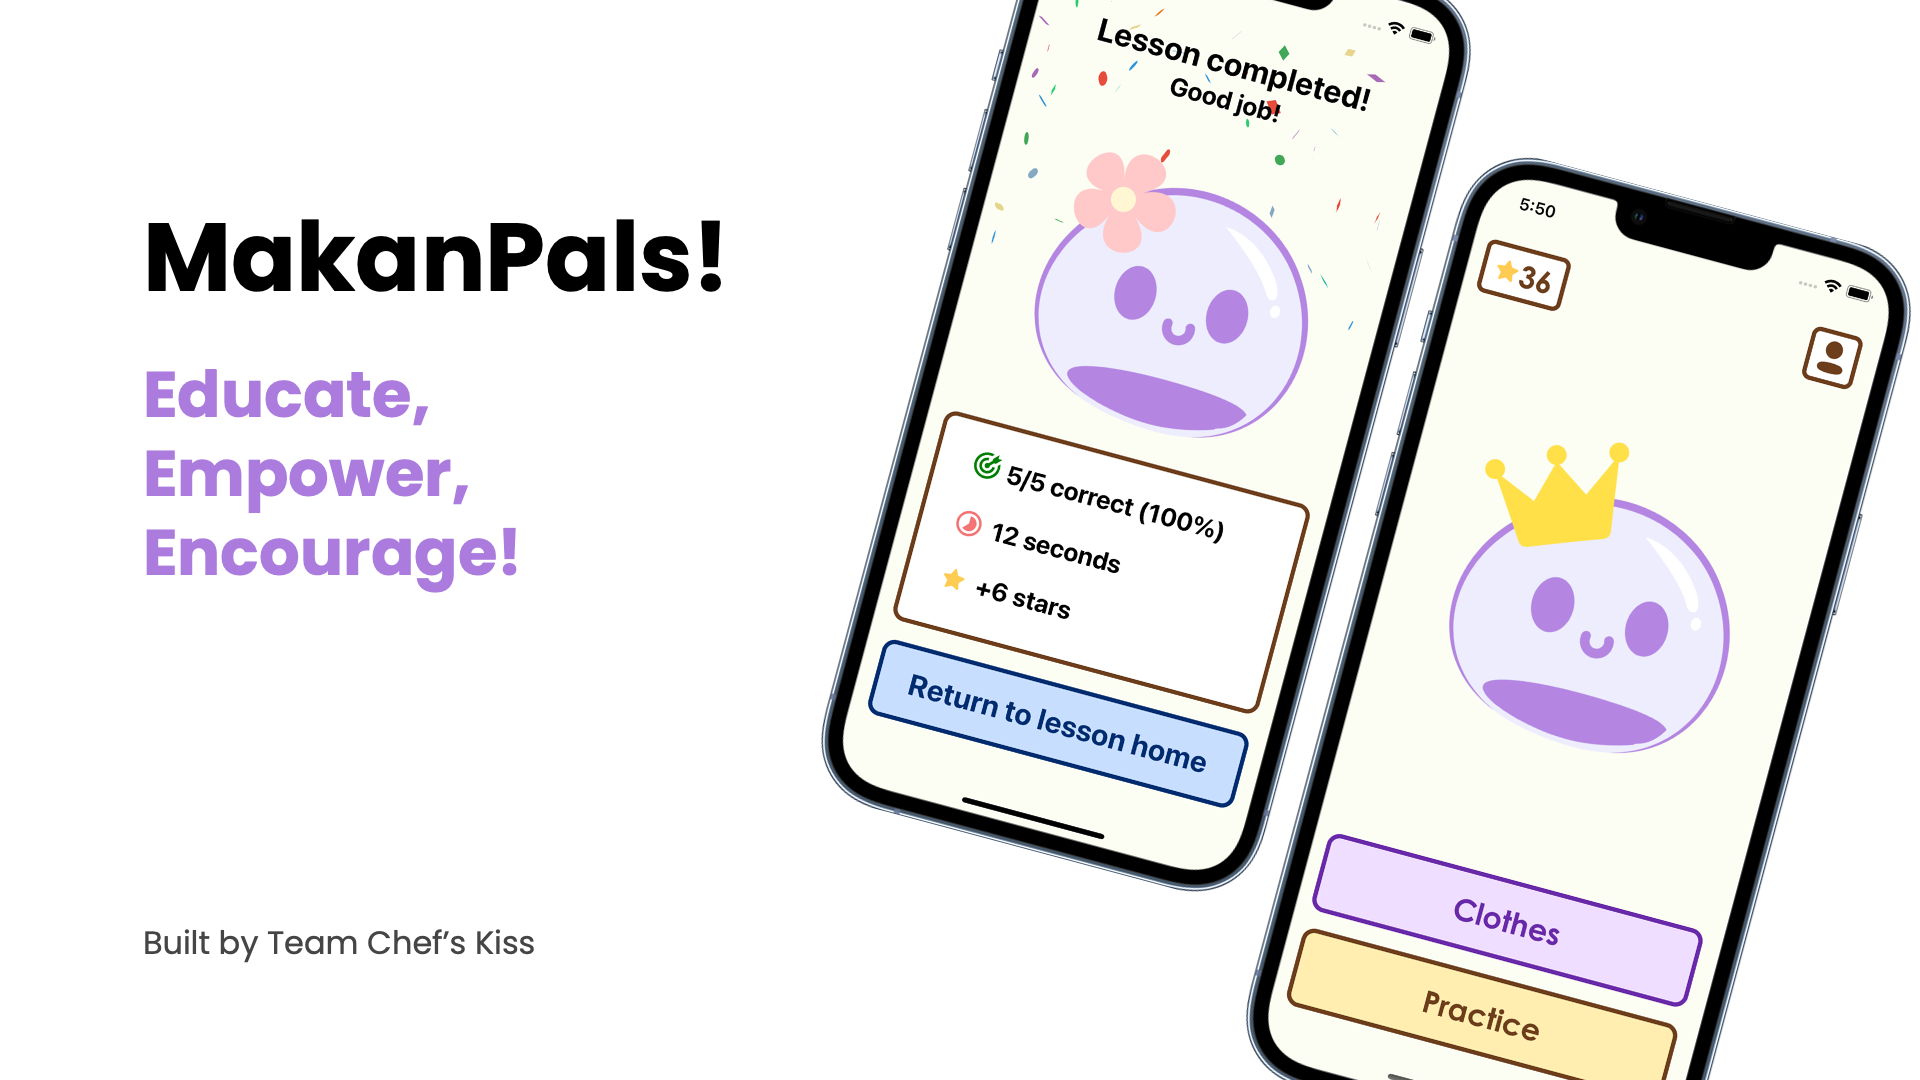 MakanPals!
Educate,
Empower,
Encourage!
Built by Team Chef’s Kiss
Lesson completed!
Good job!
5/5 correct (100%)
12 seconds
+6 stars
Return to lesson home
5:50
36
Clothes
Practice